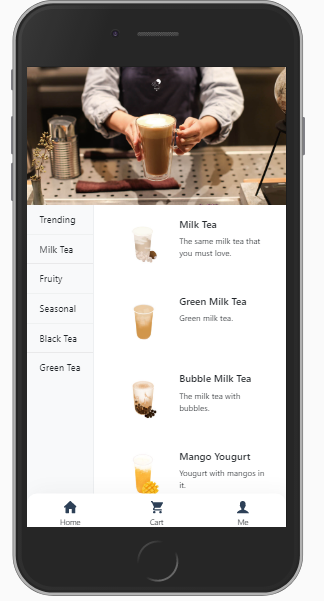 Trending
Milk Tea
Fruity
Seasonal
Black Tea
Green Tea
Milk Tea
The same milk tea that
you must love.
Green Milk Tea
Green milk tea.
Bubble Milk Tea
The milk tea with
bubbles.
Mango Yougurt
Yougurt with mangos in
it.
Home
Cart
Me